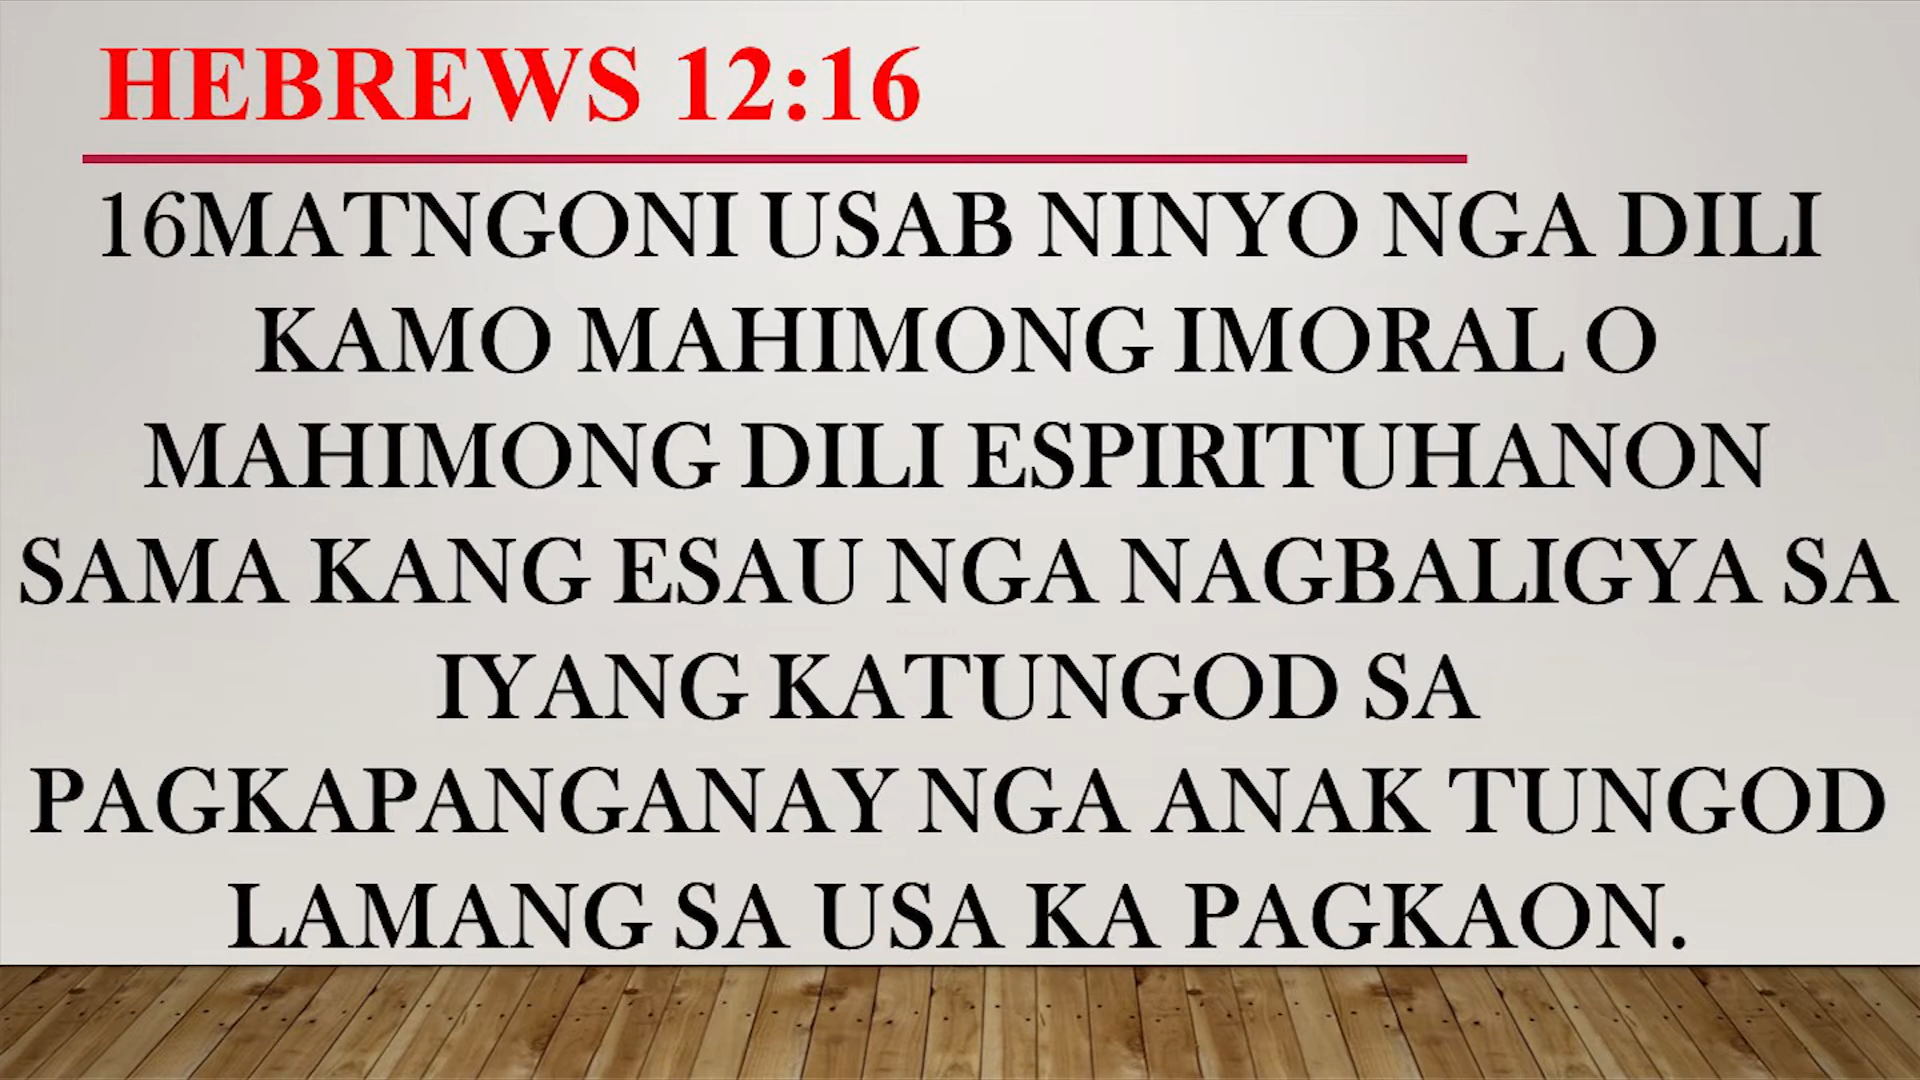 HEBREWS 12:16
16MATNGONI USAB NINYO NGA DILI
KAMO MAHIMONG IMORAL O
MAHIMONG DILI ESPIRITUHANON
SAMA KANG ESAU NGA NAGBALIGYA SA
IYANG KATUNGOD SA
PAGKAPANGANAY NGA ANAK TUNGOD
LAMANG SA USA KA PAGKAON.